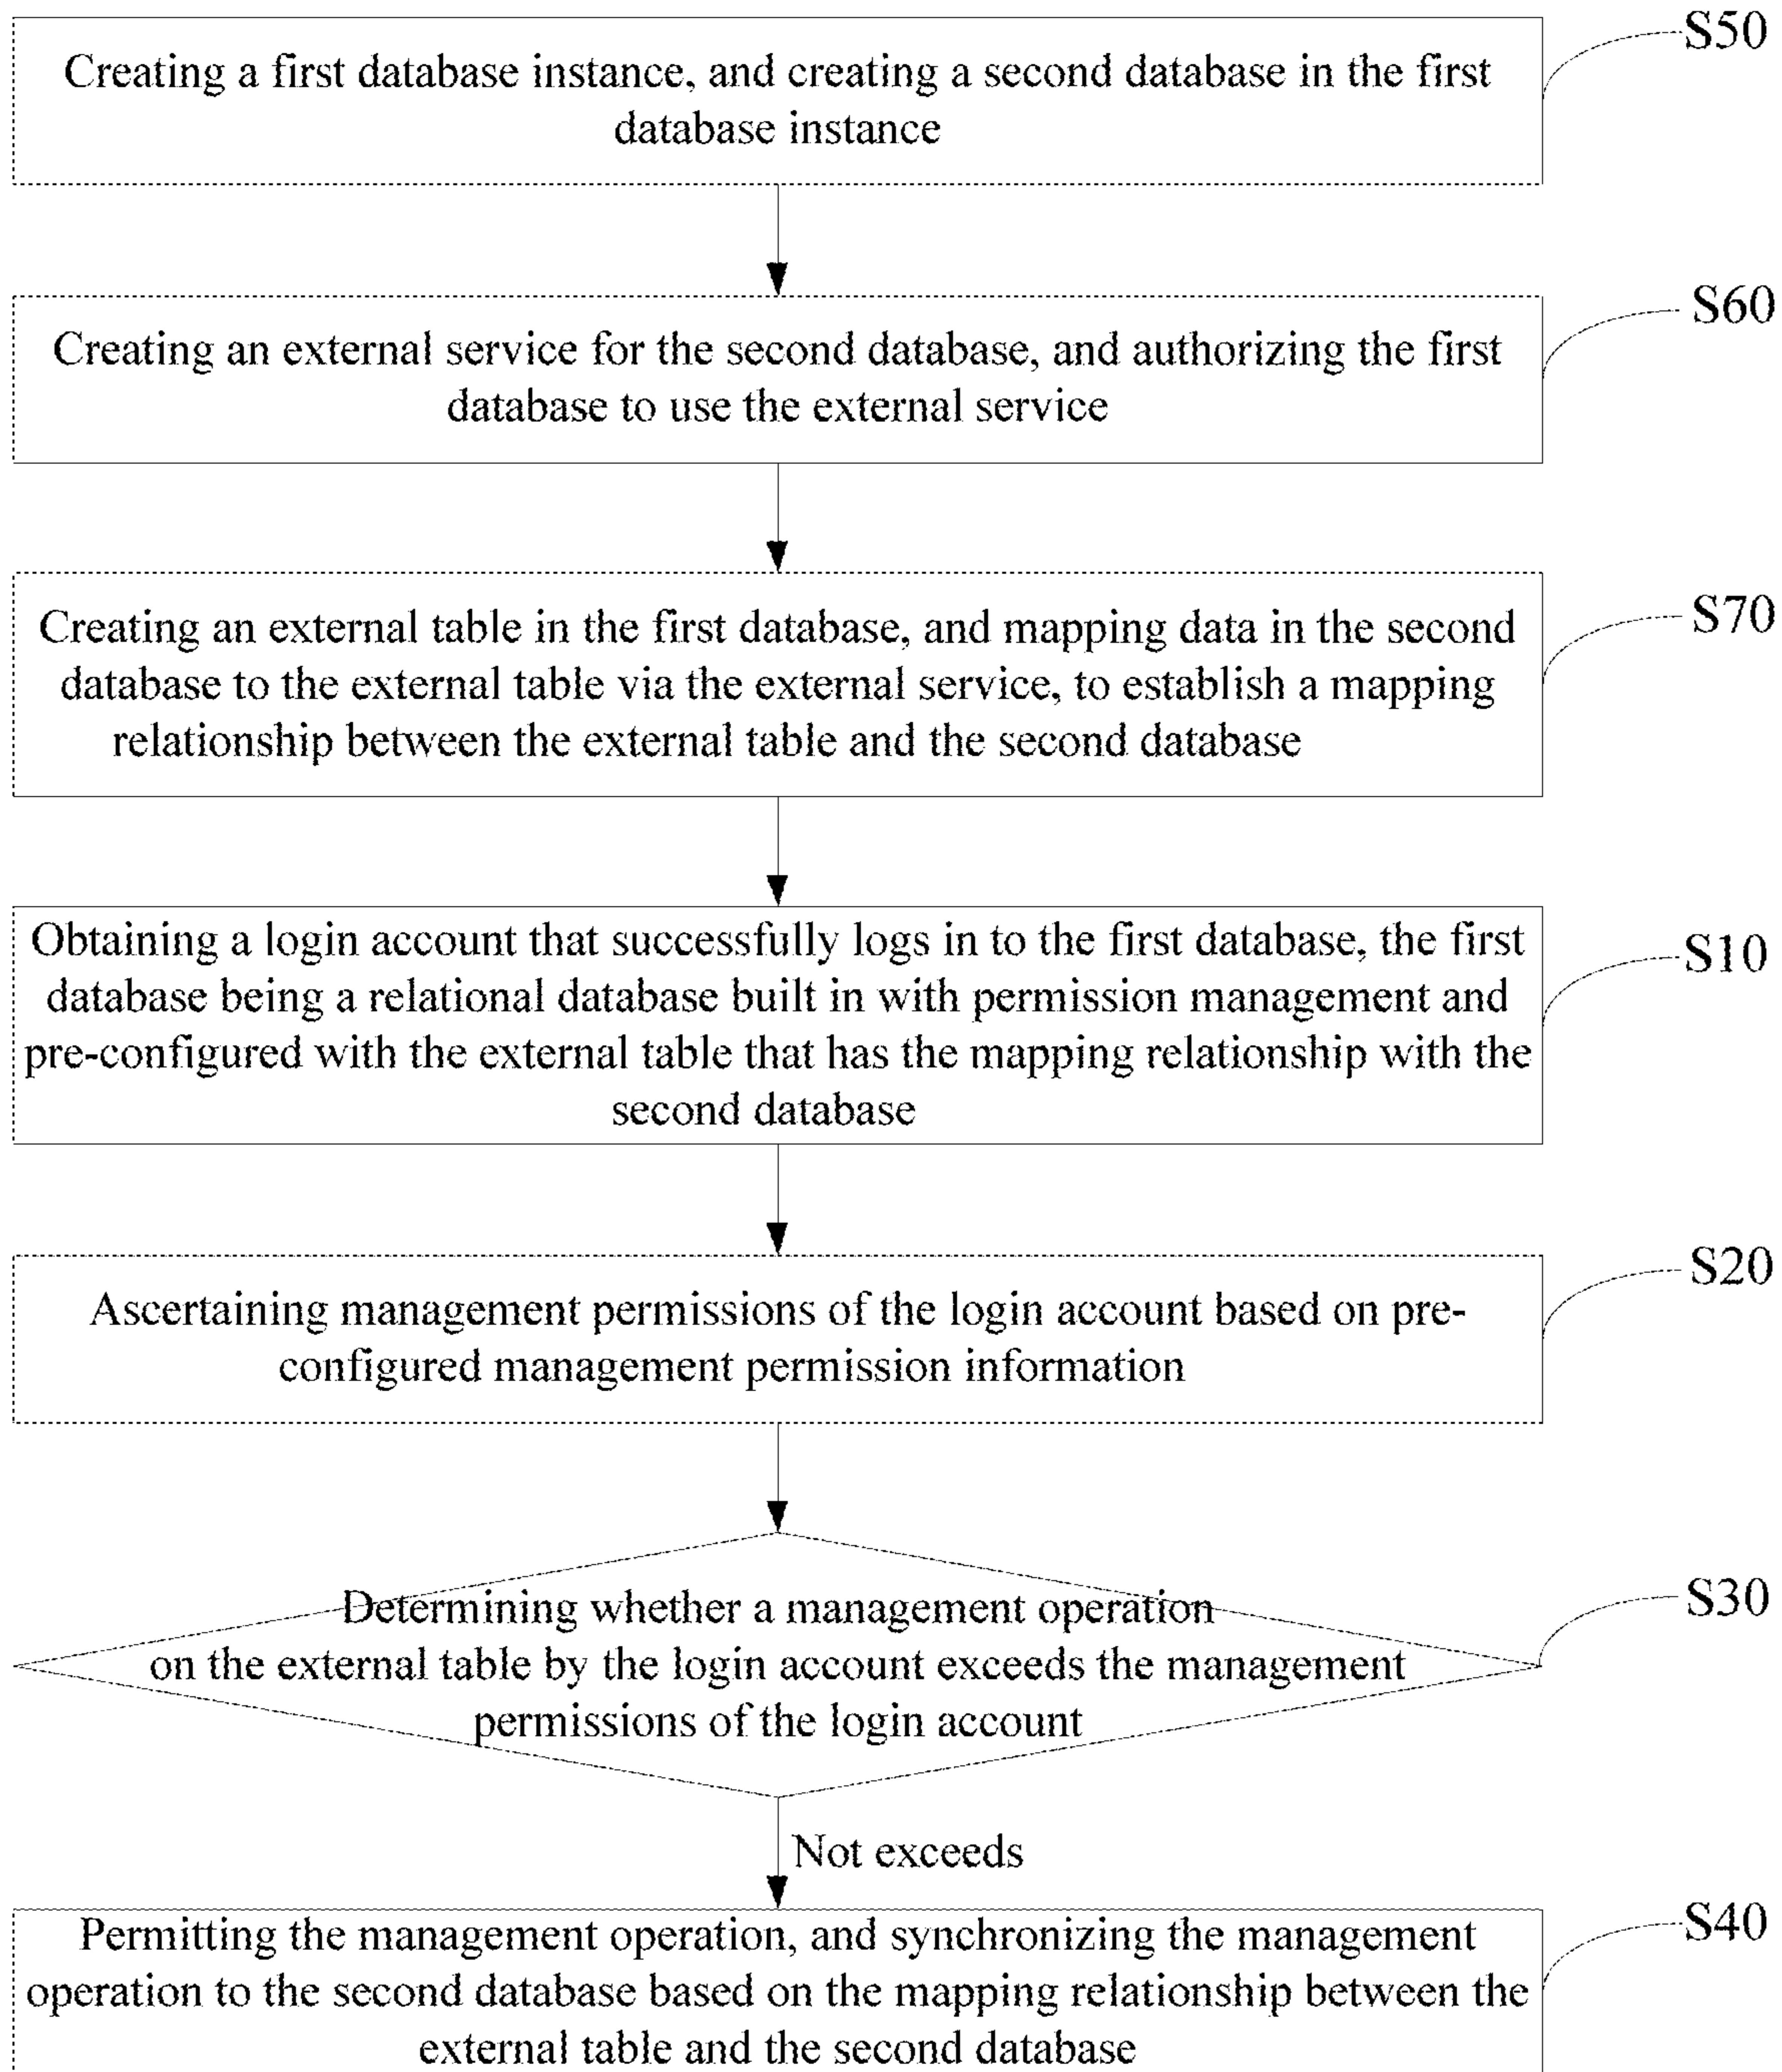 S50
Creating a first database instance, and creating a second database in the first
database instance
S60
Creating an external service for the second database, and authorizing the first
database to use the external service
S70
Creating an external table in the first database, and mapping data in the second
database to the external table via the external service, to establish a mapping
relationship between the external table and the second database
Obtaining a login account that successfully logs in to the first database, the first
S10
database being a relational database built in with permission management and
pre-configured with the external table that has the mapping relationship with the
second database
S20
Ascertaining management permissions of the login account based on pre-
configured management permission information
S30
Determining whether a management operation
on the external table by the login account exceeds the management
permissions of the login account
Not exceeds
S40
Permitting the management operation, and synchronizing the management
operation to the second database based on the mapping relationship between the
external table and the second database